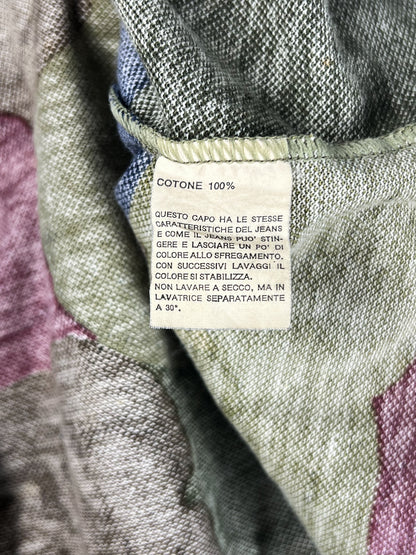 COTONE 100%
QUESTO CAPO HA LE STESSE
CARATTERISTICHE DEL JEANS
E COME IL JEANS PUO' STIN-
GERE E LASCIARE UN PO' DI
COLORE ALLO SFREGAMENTO.
CON SUCCESSIVI LAVAGGI IL
COLORE SI STABILIZZA.
NON LAVARE A SECCO, MA IN
LAVATRICE SEPARATAMENTE
A 30°.